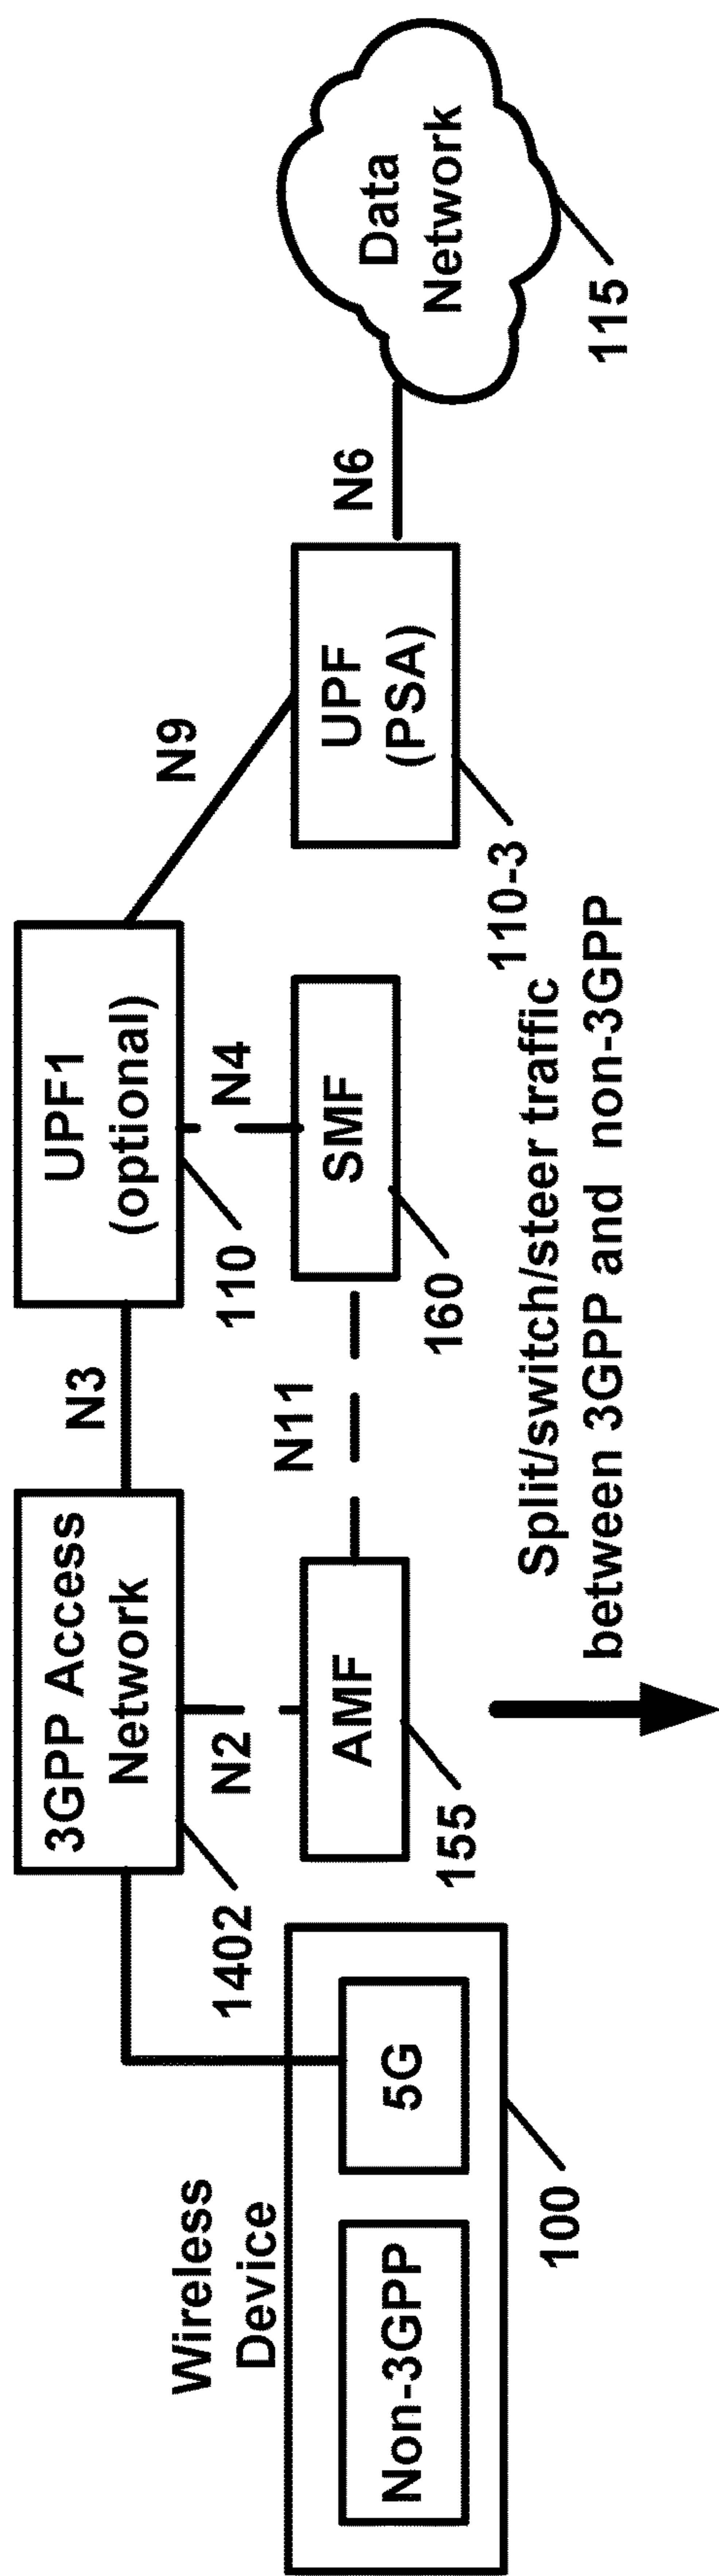 Wireless
Device
Non-3GPP
5G
100
3GPP Access
Network
1402
N2
AMF
155
N3
N11
UPF1
(optional)
110
N4
SMF
160
N9
UPF
(PSA)
110-3
N6
Data
Network
115
Split/switch/steer traffic
between 3GPP and non-3GPP